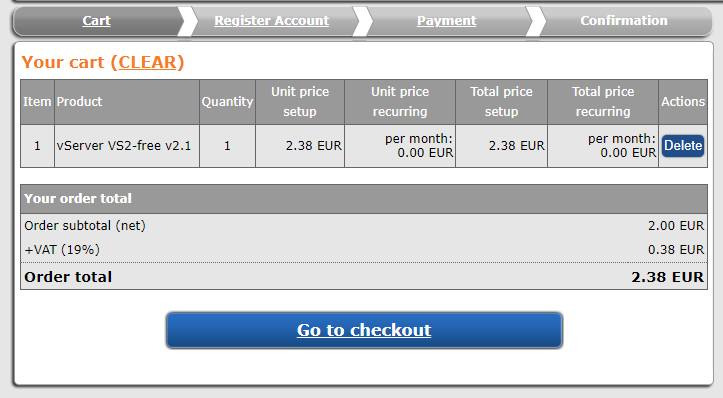 Cart Register Account Payment Confirmation
Your cart (CLEAR)
Item Product Quantity Unit price setup Unit price recurring Total price setup Total price recurring Actions
1 vServer VS2-free v2.1 1 2.38 EUR per month: 0.00 EUR 2.38 EUR per month: 0.00 EUR Delete
Your order total
Order subtotal (net) 2.00 EUR
+VAT (19%) 0.38 EUR
Order total 2.38 EUR
Go to checkout